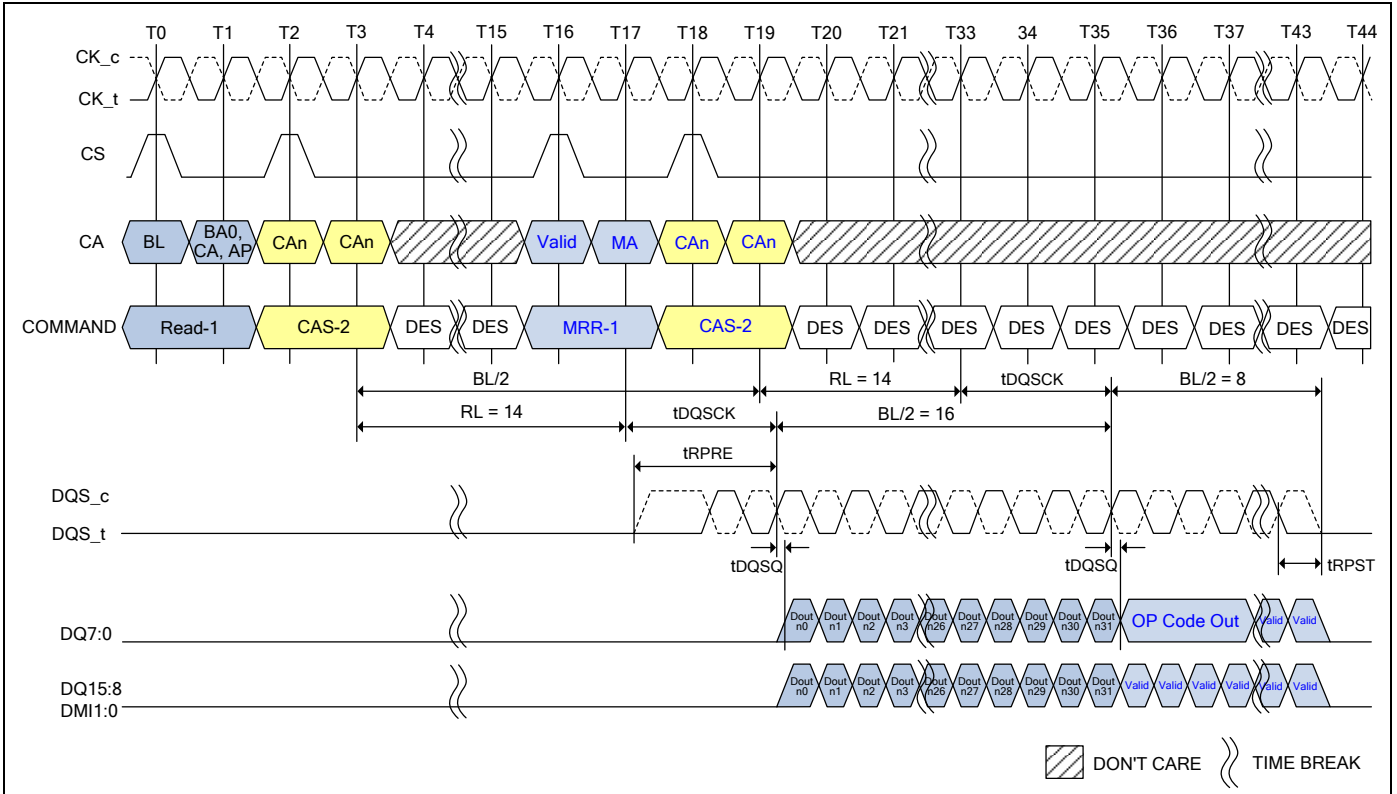 T0 T1 T2 T3 T4 T15 T16 T17 T18 T19 T20 T21 T33 34 T35 T36 T37 T43 T44
CK_c
CK_t
CS
CA BL BA0, CA, AP CAn CAn Valid MA CAn CAn
COMMAND Read-1 CAS-2 DES DES MRR-1 CAS-2 DES DES DES DES DES DES DES DES DES
BL/2 RL = 14 tDQSCK BL/2 = 8
RL = 14 tDQSCK BL/2 = 16
tRPRE
DQS_c
DQS_t
tDQSQ tDQSQ tRPST
DQ7:0 Dout n0 Dout n1 Dout n2 Dout n3 Dout n26 Dout n27 Dout n28 Dout n29 Dout n30 Dout n31 OP Code Out Valid Valid
DQ15:8
DMI1:0 Dout n0 Dout n1 Dout n2 Dout n3 Dout n26 Dout n27 Dout n28 Dout n29 Dout n30 Dout n31 Valid Valid Valid Valid Valid Valid
DON'T CARE TIME BREAK